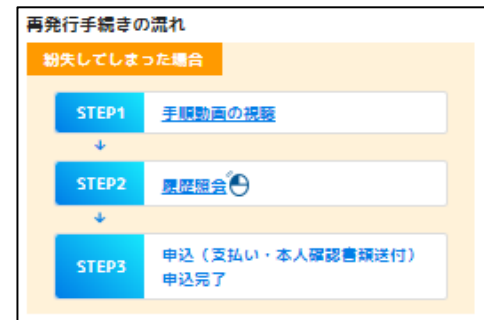 再発行手続きの流れ
紛失してしまった場合
STEP1
手順動画の視聴
↓
STEP2
履歴照会
↓
STEP3
申込（支払い・本人確認書類送付）
申込完了